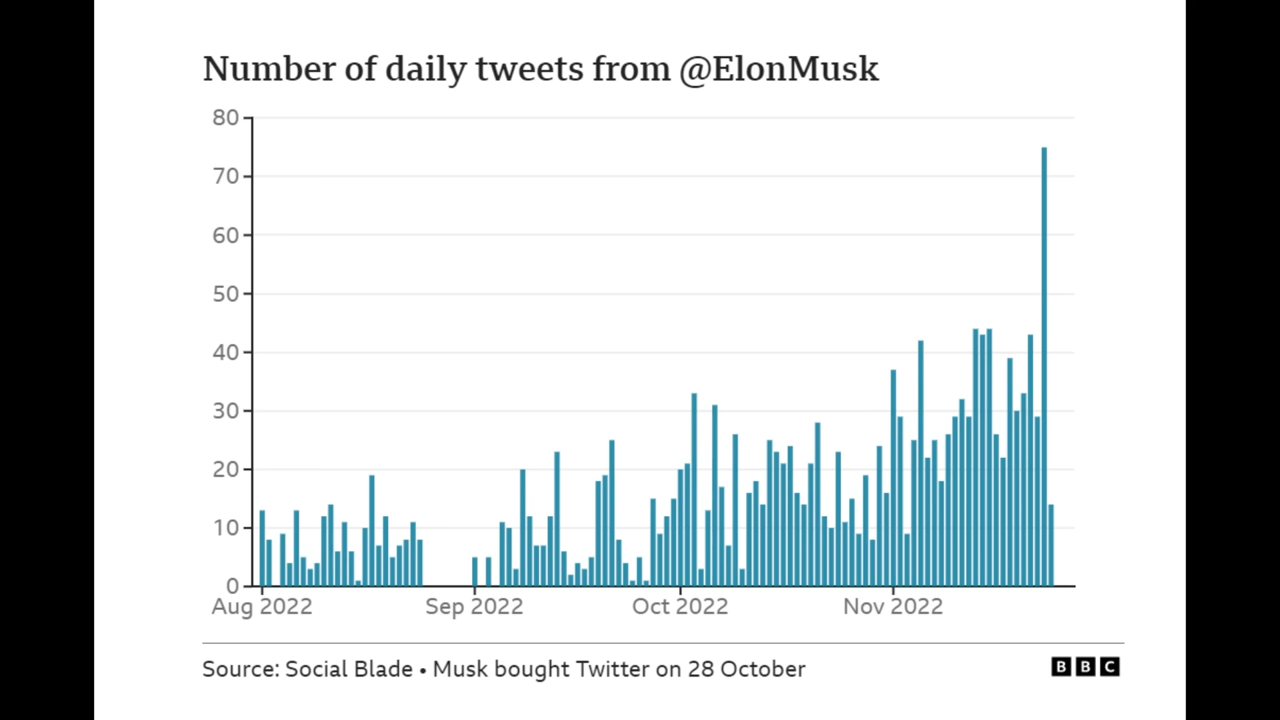 Number of daily tweets from @ElonMusk
80
70
60
50
40
30
20
10
0
Aug 2022 Sep 2022 Oct 2022 Nov 2022
Source: Social Blade • Musk bought Twitter on 28 October
BBC